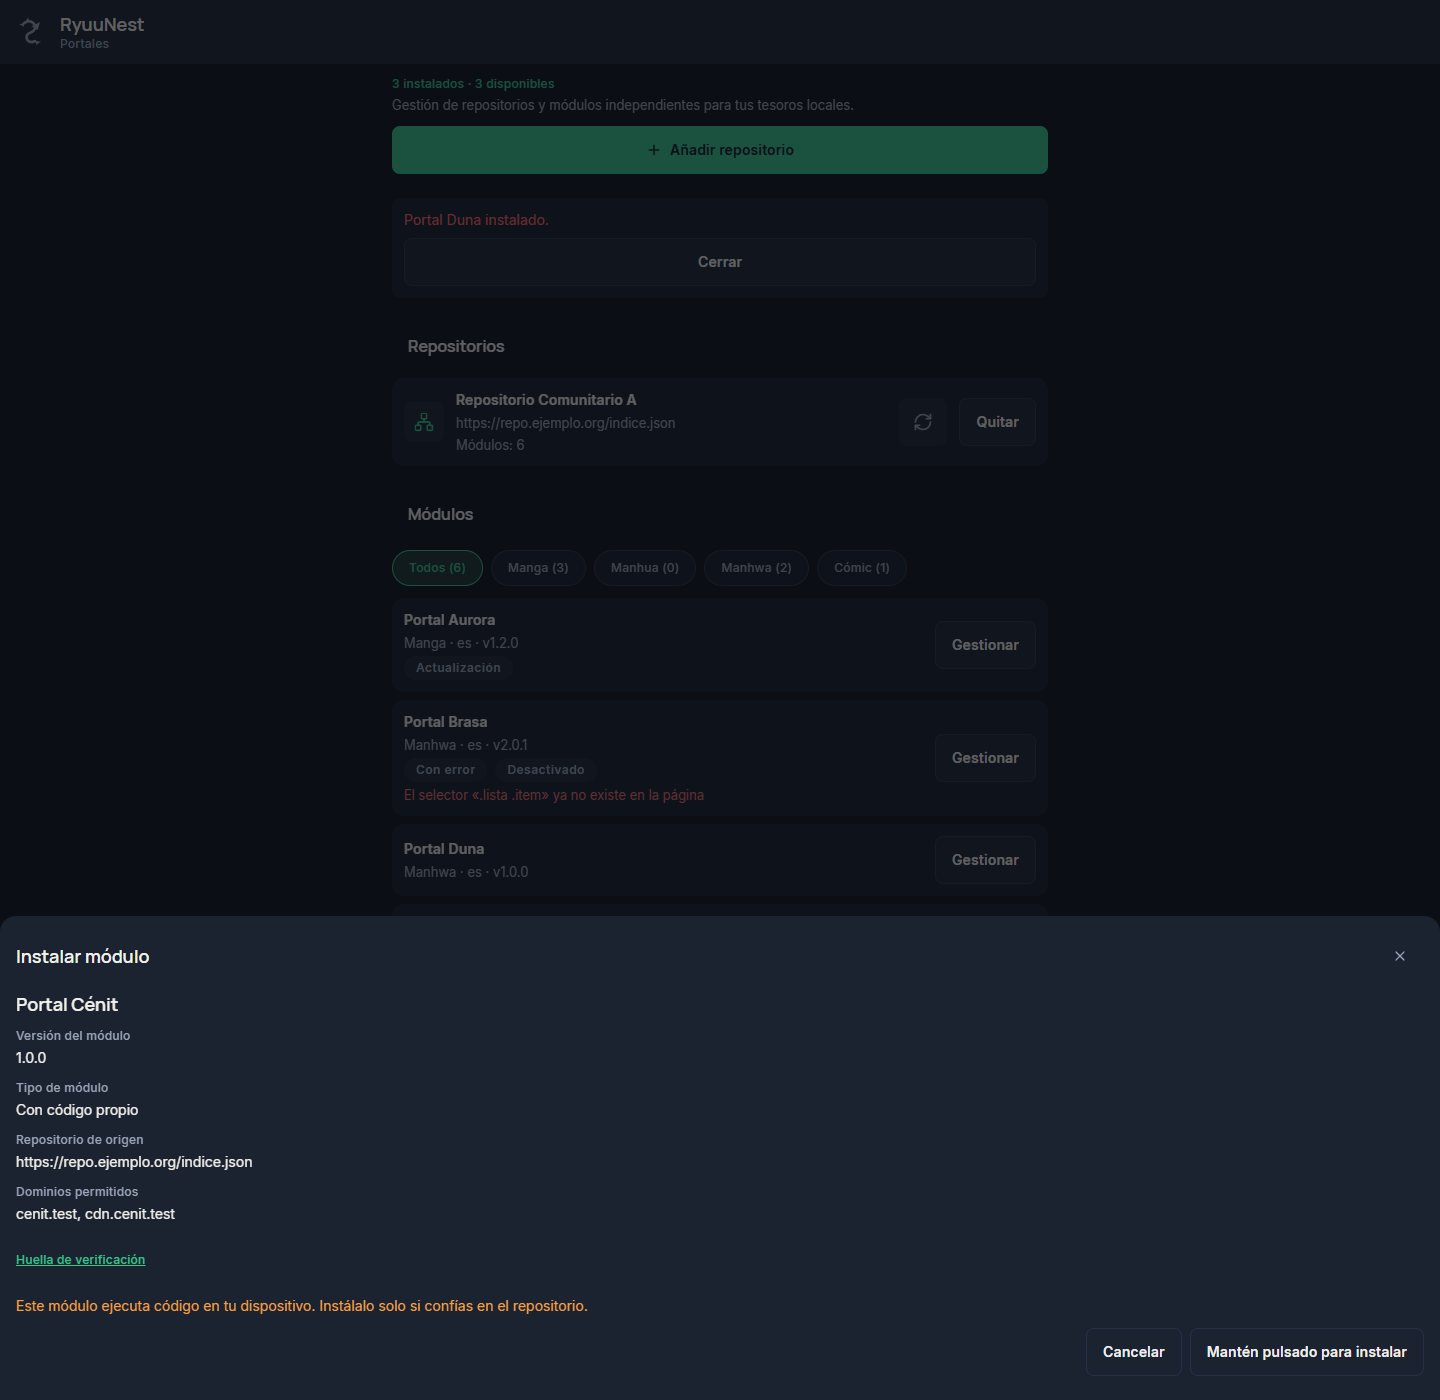 RyuuNest
Portales
3 instalados · 3 disponibles
Gestión de repositorios y módulos independientes para tus tesoros locales.
Añadir repositorio
Portal Duna instalado.
Cerrar
Repositorios
Repositorio Comunitario A
https://repo.ejemplo.org/indice.json
Módulos: 6
Quitar
Módulos
Todos (6) Manga (3) Manhua (0) Manhwa (2) Cómic (1)
Portal Aurora
Manga · es · v1.2.0
Actualización
Gestionar
Portal Brasa
Manhwa · es · v2.0.1
Con error Desactivado
El selector «.lista .item» ya no existe en la página
Gestionar
Portal Duna
Manhwa · es · v1.0.0
Gestionar
Instalar módulo
Portal Cénit
Versión del módulo
1.0.0
Tipo de módulo
Con código propio
Repositorio de origen
https://repo.ejemplo.org/indice.json
Dominios permitidos
cenit.test, cdn.cenit.test
Huella de verificación
Este módulo ejecuta código en tu dispositivo. Instálalo solo si confías en el repositorio.
Cancelar Mantén pulsado para instalar